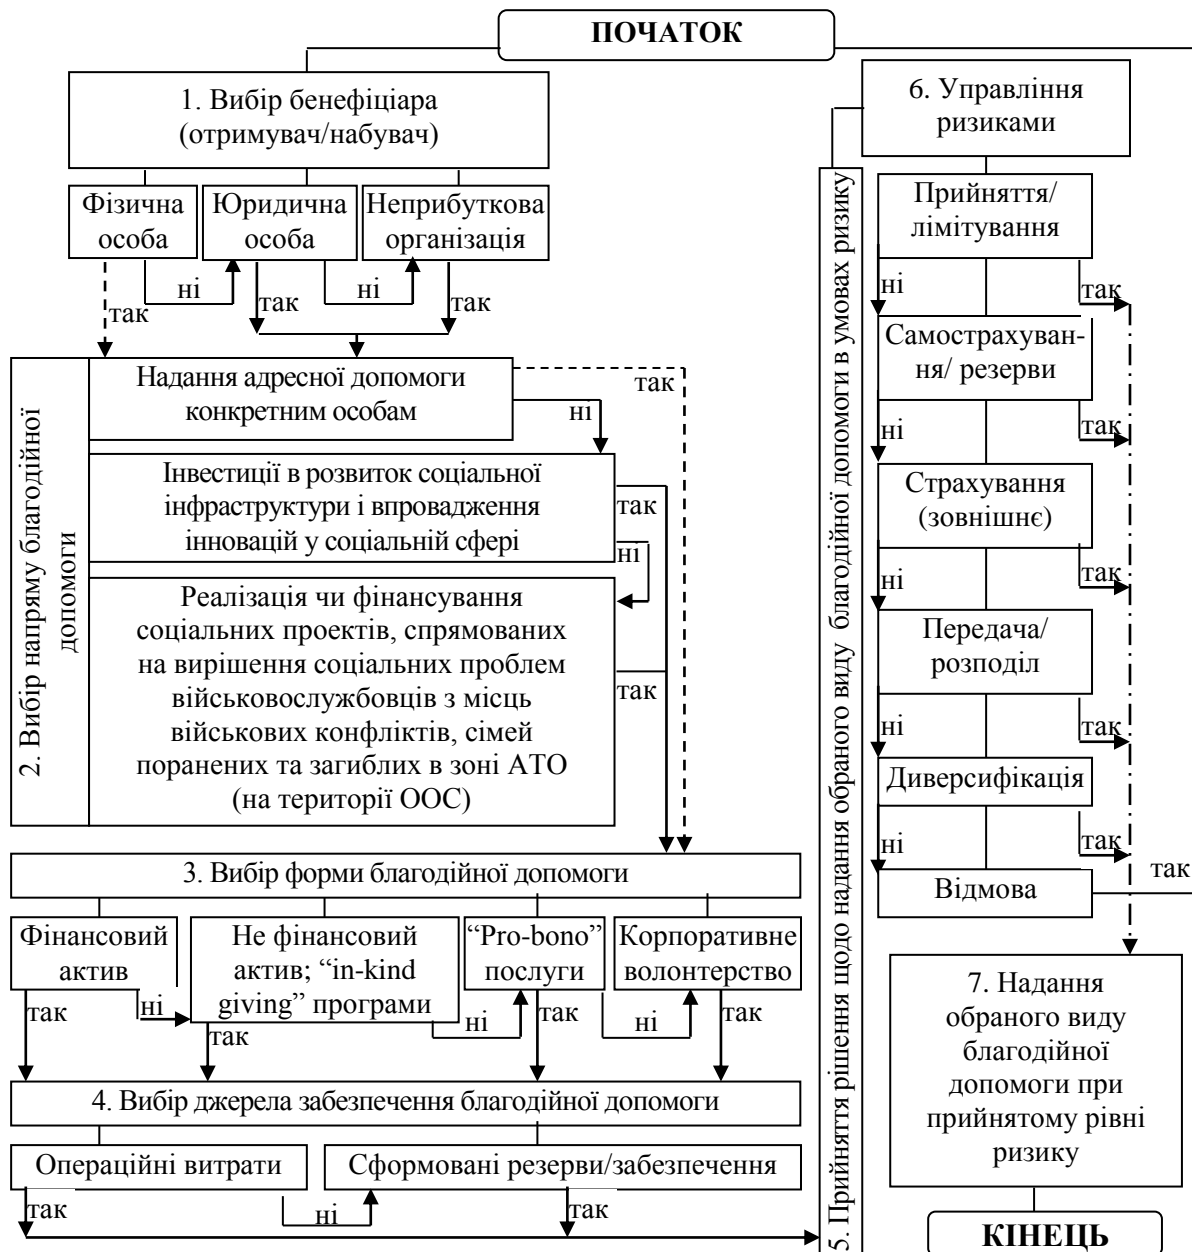 ПОЧАТОК
1. Вибір бенефіціара
(отримувач/набувач)
Фізична
особа
Юридична
особа
Неприбуткова
організація
ні
ні
так
так
так
2. Вибір напряму благодійної
допомоги
Надання адресної допомоги
конкретним особам
так
ні
Інвестиції в розвиток соціальної
інфраструктури і впровадження
інновацій у соціальній сфері
так
ні
Реалізація чи фінансування
соціальних проектів, спрямованих
на вирішення соціальних проблем
військовослужбовців з місць
військових конфліктів, сімей
поранених та загиблих в зоні АТО
(на території ООС)
так
3. Вибір форми благодійної допомоги
Фінансовий
актив
Не фінансовий
актив; “in-kind
giving” програми
“Pro-bono”
послуги
Корпоративне
волонтерство
так
ні
так
ні
так
ні
так
4. Вибір джерела забезпечення благодійної допомоги
Операційні витрати
Сформовані резерви/забезпечення
так
ні
так
5. Прийняття рішення щодо надання обраного виду благодійної допомоги в умовах ризику
6. Управління
ризиками
Прийняття/
лімітування
ні
так
Самострахуван-
ня/ резерви
ні
так
Страхування
(зовнішнє)
ні
так
Передача/
розподіл
ні
так
Диверсифікація
ні
так
Відмова
так
7. Надання
обраного виду
благодійної
допомоги при
прийнятому рівні
ризику
КІНЕЦЬ